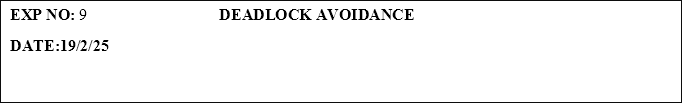 EXP NO: 9 DEADLOCK AVOIDANCE
DATE:19/2/25